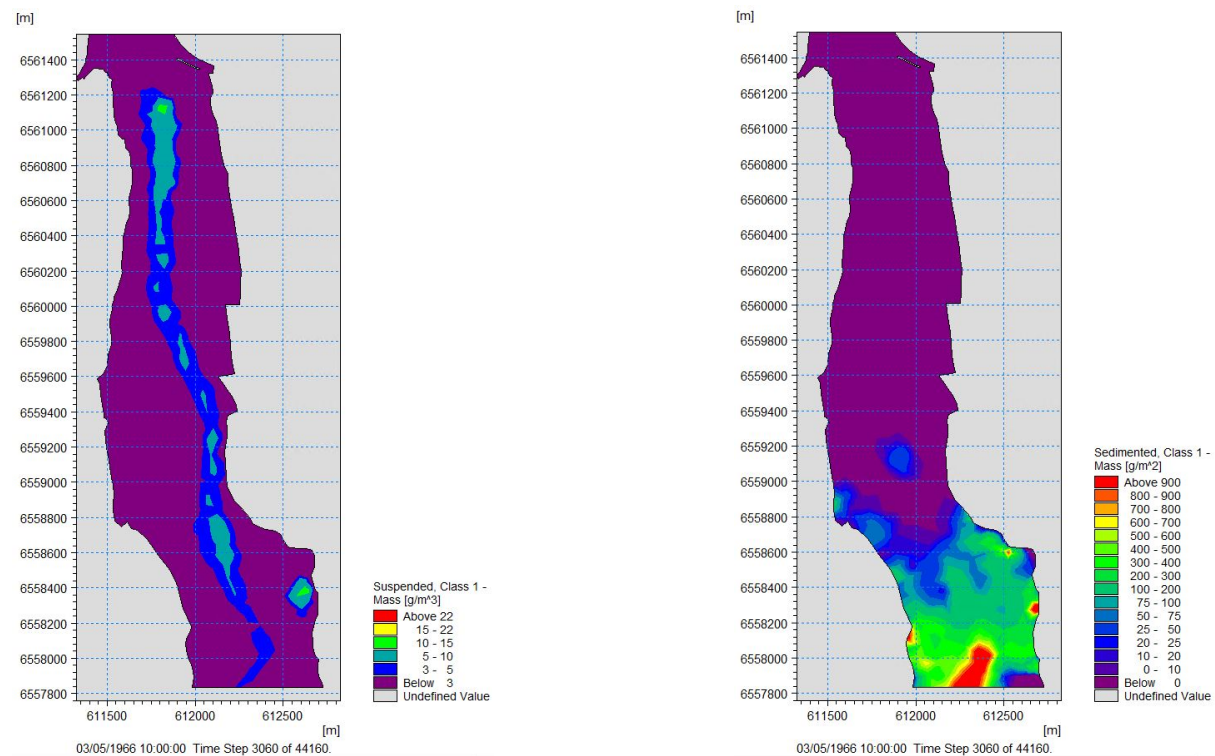 [m]
6561400
6561200
6561000
6560800
6560600
6560400
6560200
6560000
6559800
6559600
6559400
6559200
6559000
6558800
6558600
6558400
6558200
6558000
6557800
611500 612000 612500
[m]
03/05/1966 10:00:00 Time Step 3060 of 44160.
Suspended, Class 1 -
Mass [g/m^3]
Above 22
15 - 22
10 - 15
5 - 10
3 - 5
Below 3
Undefined Value
[m]
6561400
6561200
6561000
6560800
6560600
6560400
6560200
6560000
6559800
6559600
6559400
6559200
6559000
6558800
6558600
6558400
6558200
6558000
6557800
611500 612000 612500
[m]
03/05/1966 10:00:00 Time Step 3060 of 44160.
Sedimented, Class 1 -
Mass [g/m^2]
Above 900
800 - 900
700 - 800
600 - 700
500 - 600
400 - 500
300 - 400
200 - 300
100 - 200
75 - 100
50 - 75
25 - 50
20 - 25
10 - 20
0 - 10
Below 0
Undefined Value